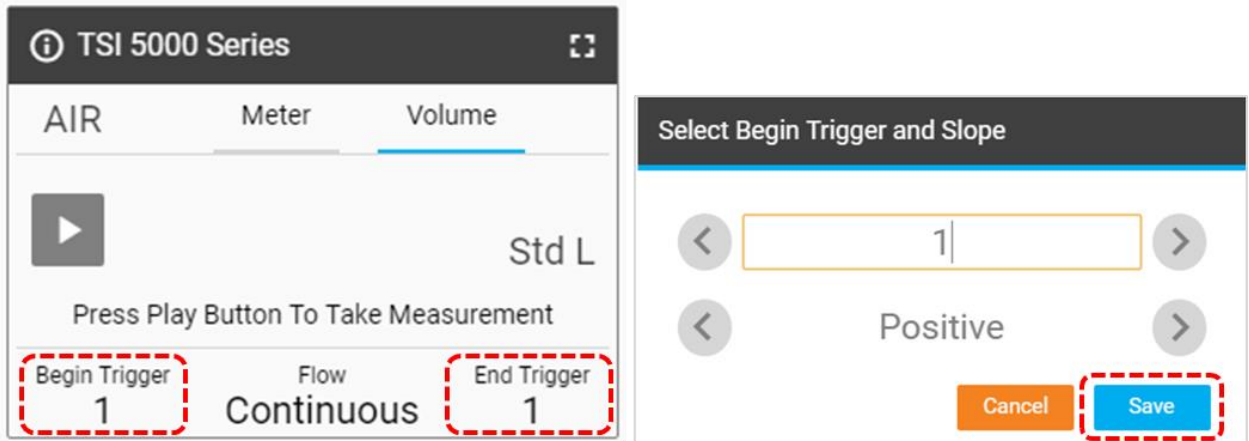 TSI 5000 Series
AIR Meter Volume
Std L
Press Play Button To Take Measurement
Begin Trigger Flow End Trigger
1 Continuous 1
Select Begin Trigger and Slope
1
Positive
Cancel Save